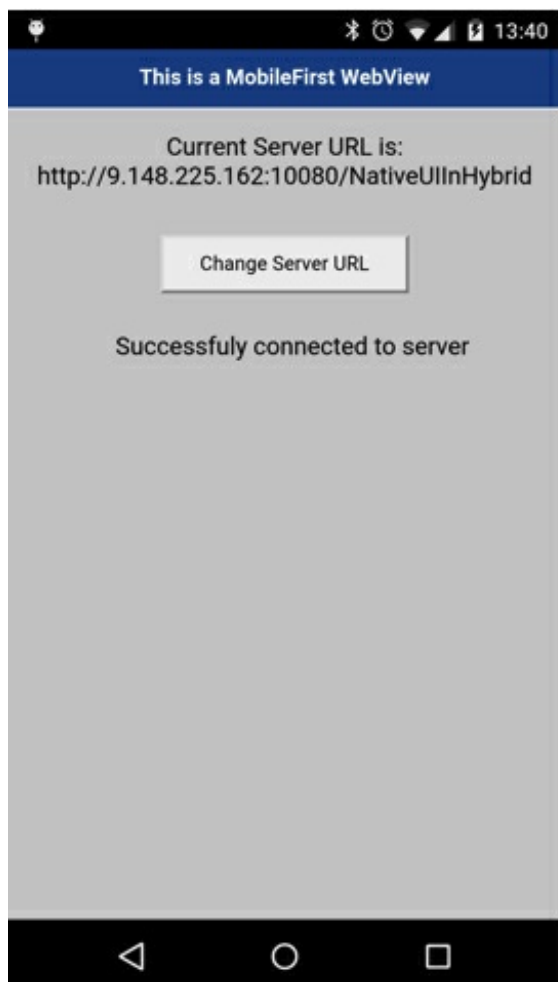 13:40
This is a MobileFirst WebView
Current Server URL is:
http://9.148.225.162:10080/NativeUIInHybrid
Change Server URL
Successfuly connected to server